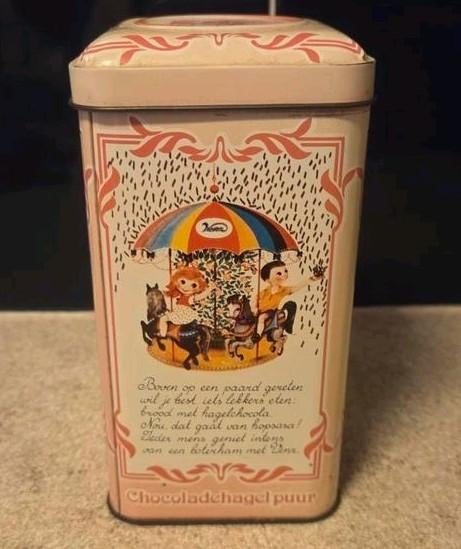 Venz
Boven op een paard gezeten
wil je best iets lekkers eten:
brood met hagelchocola.
Nou, dat gaat van hopsasa!
Ieder mens geniet intens
van een boterham met Venz.
Chocoladehagel puur